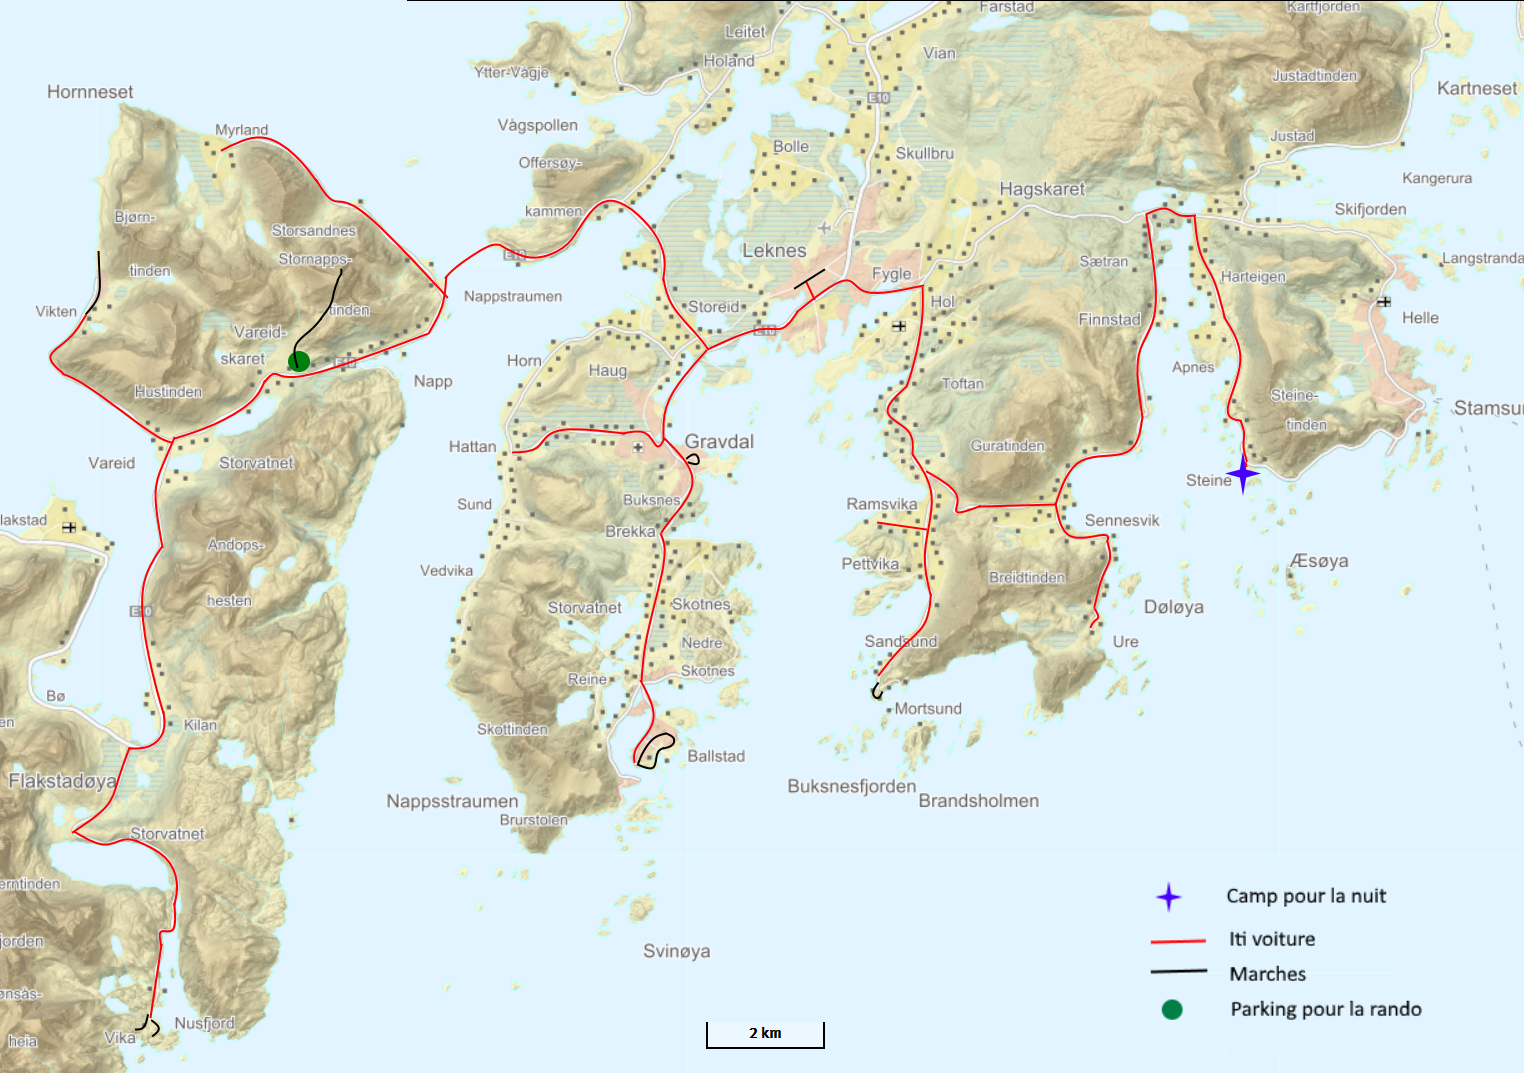 Farstad
Kartfjorden
Leitet
Vian
Holand
Ytter-Vågje
Justadtinden
Hornneset
Kartneset
E10
Vågspollen
Myrland
Justad
Bolle
Skullbru
Offersøy-
Kangerura
Hagskaret
Skifjorden
kammen
Bjørn-
Storsandnes
Leknes
Stornapps-
E10
Langstranda
Sætran
tinden
Fygle
Harteigen
Nappstraumen
Hol
Storeid
Vikten
tinden
Helle
Finnstad
Vareid-
E10
skaret
E10
Horn
Haug
Apnes
Napp
Toftan
Hustinden
Steine-
Stamsun
tinden
Gravdal
Hattan
Guratinden
Vareid
Storvatnet
Steine
Buksnes
Sund
Ramsvika
lakstad
Brekka
Sennesvik
Andops-
Pettvika
Æsøya
Vedvika
Breidtinden
hesten
E10
Storvatnet
Skotnes
Døløya
Sandsund
Ure
Nedre
Skotnes
Reine
Bø
Mortsund
en
Kilan
Skottinden
Ballstad
Flakstadøya
Buksnesfjorden
Nappsstraumen
Brandsholmen
Brurstolen
Storvatnet
erntinden
Camp pour la nuit
jorden
Iti voiture
Svinøya
Marches
ønsås-
Parking pour la rando
Nusfjord
2 km
Vika
heia